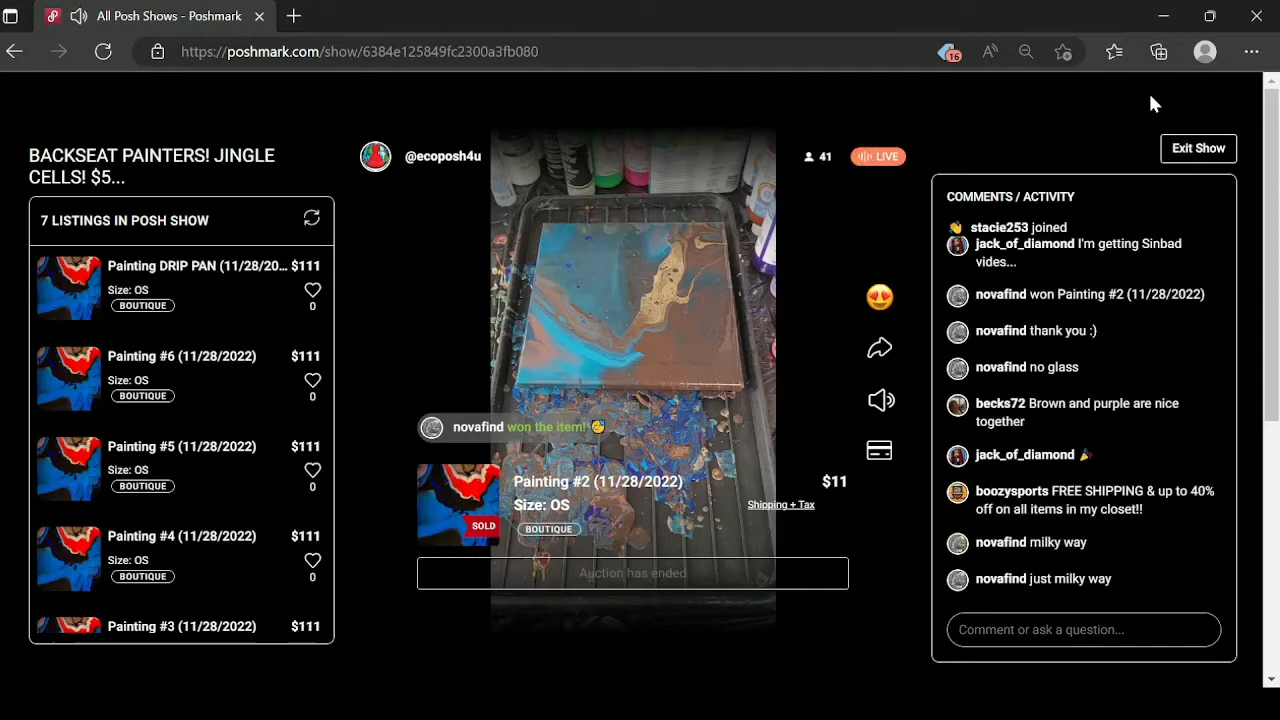 All Posh Shows - Poshmark
https://poshmark.com/show/6384e125849fc2300a3fb080
16
BACKSEAT PAINTERS! JINGLE
CELLS! $5...
7 LISTINGS IN POSH SHOW
Painting DRIP PAN (11/28/20... $111
Size: OS
BOUTIQUE
0
Painting #6 (11/28/2022) $111
Size: OS
BOUTIQUE
0
Painting #5 (11/28/2022) $111
Size: OS
BOUTIQUE
0
Painting #4 (11/28/2022) $111
Size: OS
BOUTIQUE
0
Painting #3 (11/28/2022) $111
@ecoposh4u
41
LIVE
novafind won the item!
Painting #2 (11/28/2022)
$11
Size: OS
Shipping + Tax
SOLD
BOUTIQUE
Auction has ended
Exit Show
COMMENTS / ACTIVITY
stacie253 joined
jack_of_diamond I'm getting Sinbad
vides...
novafind won Painting #2 (11/28/2022)
novafind thank you :)
novafind no glass
becks72 Brown and purple are nice
together
jack_of_diamond
boozysports FREE SHIPPING & up to 40%
off on all items in my closet!!
novafind milky way
novafind just milky way
Comment or ask a question...